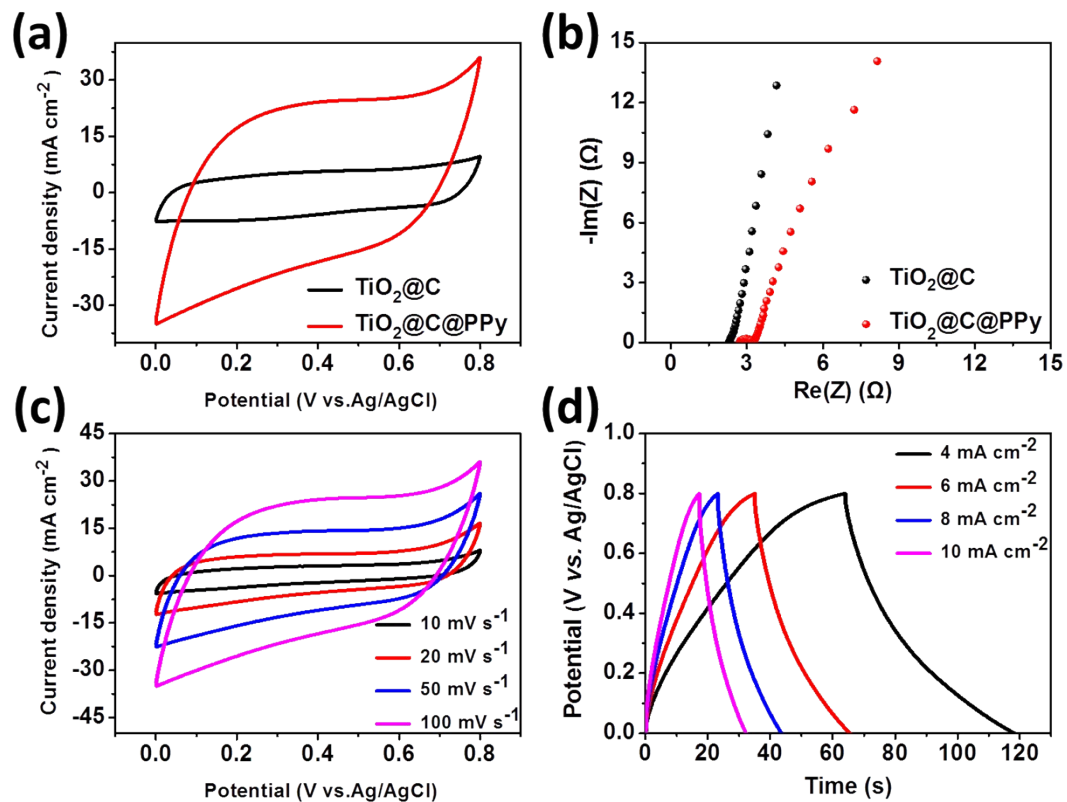 (a)
Current density (mA cm⁻²)
30
15
0
-15
-30
0.0 0.2 0.4 0.6 0.8
Potential (V vs.Ag/AgCl)
TiO₂@C
TiO₂@C@PPy
(b)
-Im(Z) (Ω)
15
12
9
6
3
0
0 3 6 9 12 15
Re(Z) (Ω)
TiO₂@C
TiO₂@C@PPy
(c)
Current density (mA cm⁻²)
45
30
15
0
-15
-30
-45
0.0 0.2 0.4 0.6 0.8
Potential (V vs.Ag/AgCl)
10 mV s⁻¹
20 mV s⁻¹
50 mV s⁻¹
100 mV s⁻¹
(d)
Potential (V vs. Ag/AgCl)
1.0
0.8
0.6
0.4
0.2
0.0
0 20 40 60 80 100 120
Time (s)
4 mA cm⁻²
6 mA cm⁻²
8 mA cm⁻²
10 mA cm⁻²